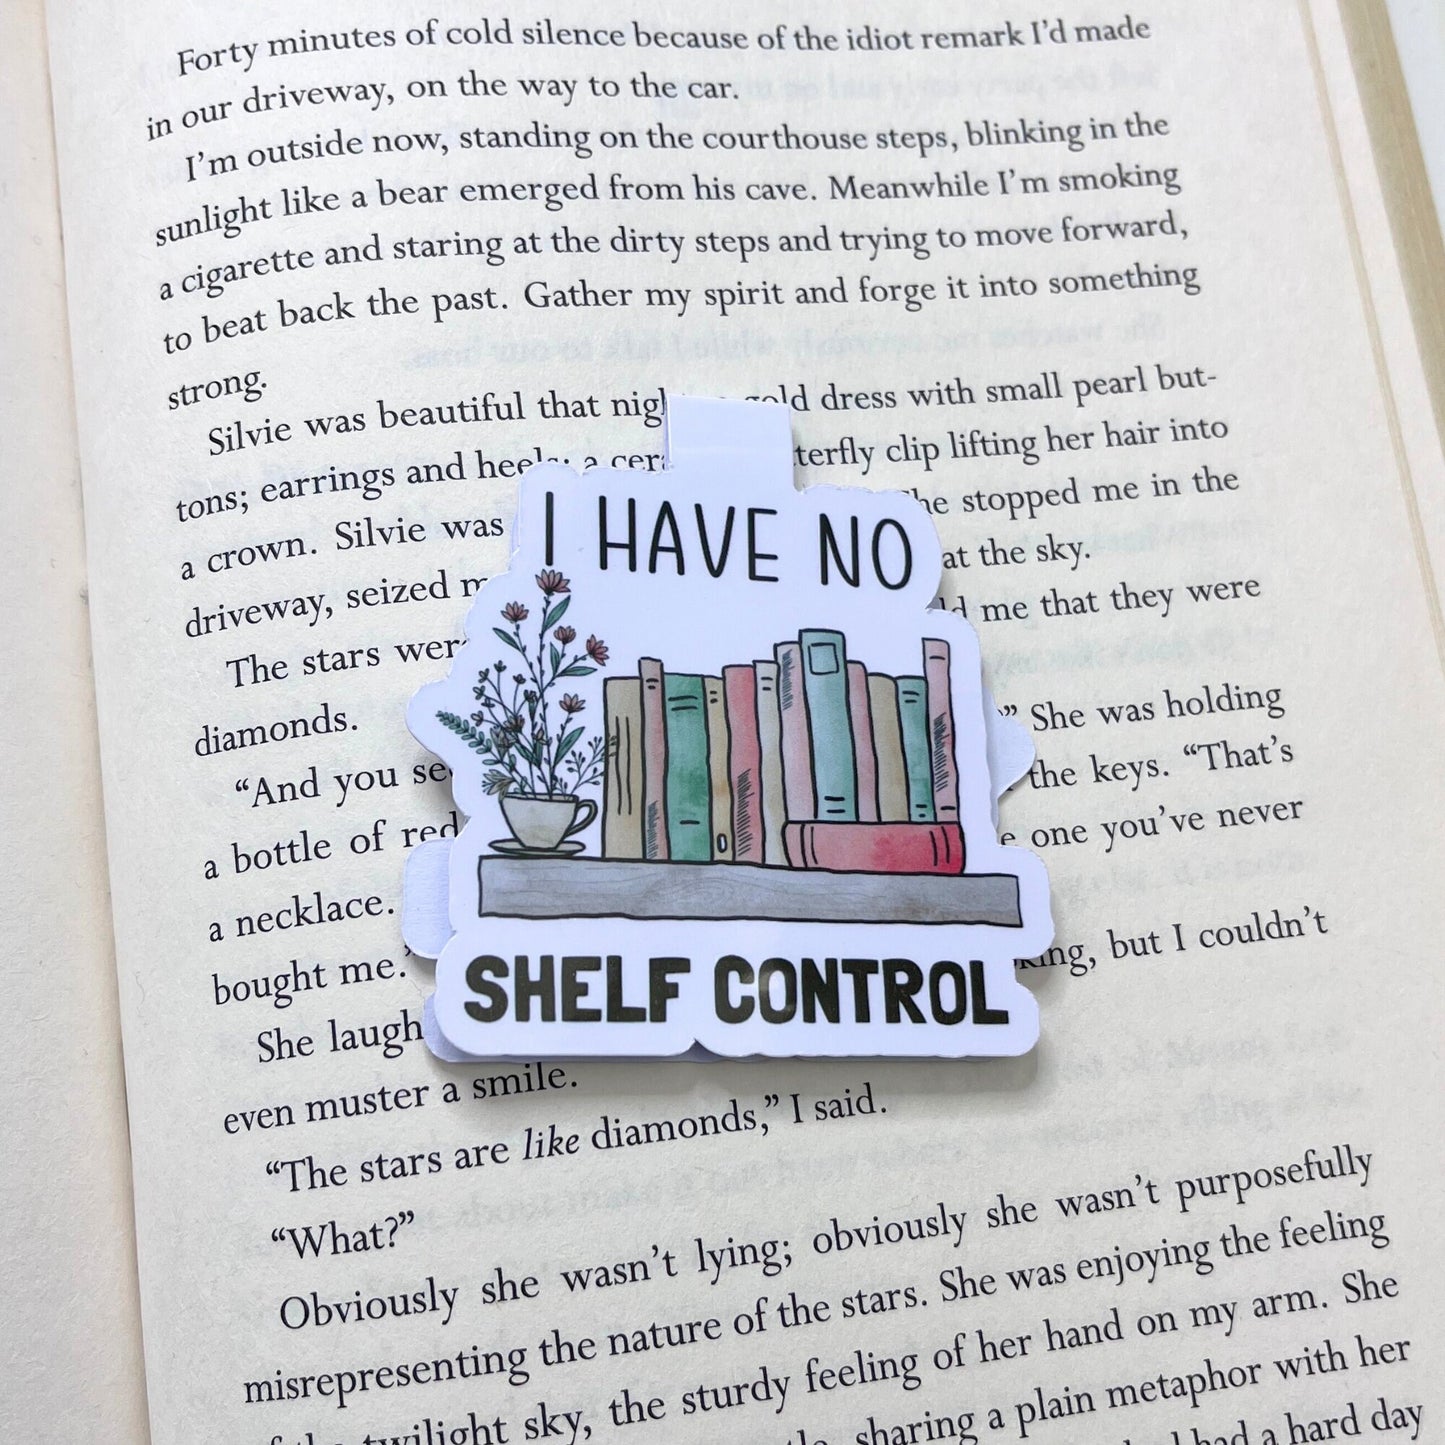 Forty minutes of cold silence because of the idiot remark I’d made
in our driveway, on the way to the car.
I’m outside now, standing on the courthouse steps, blinking in the
sunlight like a bear emerged from his cave. Meanwhile I’m smoking
a cigarette and staring at the dirty steps and trying to move forward,
to beat back the past. Gather my spirit and forge it into something
strong.
Silvie was beautiful that dress with small pearl but-
tons; earrings and heels; a clip lifting her hair into
a crown. Silvie was stopped me in the
driveway, seized at the sky.
The stars me that they were
diamonds.
“And you She was holding
a bottle of red the keys. “That’s
a necklace. one you’ve never
bought me.”
She laugh but I couldn’t
even muster a smile.
“The stars are like diamonds,” I said.
“What?”
Obviously she wasn’t lying; obviously she wasn’t purposefully
misrepresenting the nature of the stars. She was enjoying the feeling
of the twilight sky, the sturdy feeling of her hand on my arm. She
sharing a plain metaphor with her
had a hard day
I HAVE NO
SHELF CONTROL